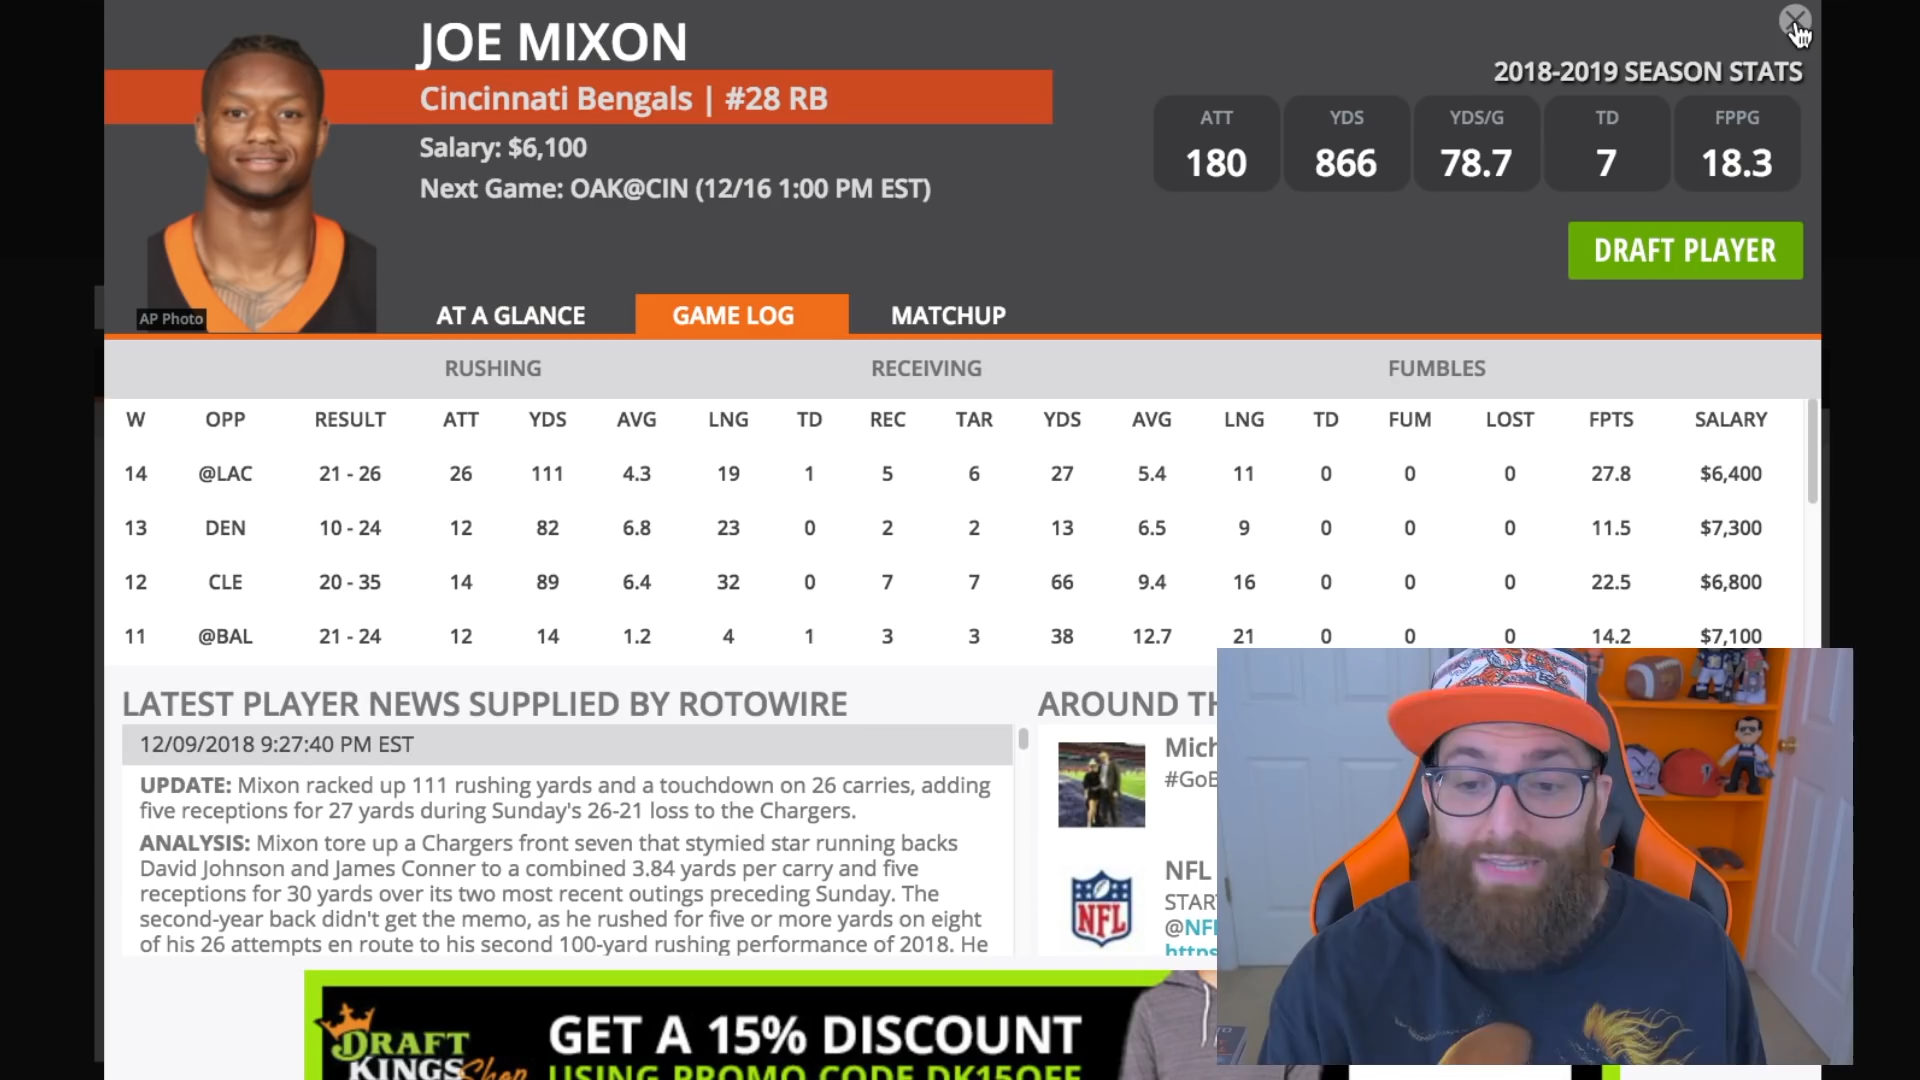 JOE MIXON
Cincinnati Bengals | #28 RB
Salary: $6,100
Next Game: OAK@CIN (12/16 1:00 PM EST)
2018-2019 SEASON STATS
ATT YDS YDS/G TD FPPG
180 866 78.7 7 18.3
DRAFT PLAYER
AP Photo
AT A GLANCE GAME LOG MATCHUP
RUSHING RECEIVING FUMBLES
W OPP RESULT ATT YDS AVG LNG TD REC TAR YDS AVG LNG TD FUM LOST FPTS SALARY
14 @LAC 21 - 26 26 111 4.3 19 1 5 6 27 5.4 11 0 0 0 27.8 $6,400
13 DEN 10 - 24 12 82 6.8 23 0 2 2 13 6.5 9 0 0 0 11.5 $7,300
12 CLE 20 - 35 14 89 6.4 32 0 7 7 66 9.4 16 0 0 0 22.5 $6,800
11 @BAL 21 - 24 12 14 1.2 4 1 3 3 38 12.7 21 0 0 0 14.2 $7,100
LATEST PLAYER NEWS SUPPLIED BY ROTOWIRE
12/09/2018 9:27:40 PM EST
UPDATE: Mixon racked up 111 rushing yards and a touchdown on 26 carries, adding
five receptions for 27 yards during Sunday's 26-21 loss to the Chargers.
ANALYSIS: Mixon tore up a Chargers front seven that stymied star running backs
David Johnson and James Conner to a combined 3.84 yards per carry and five
receptions for 30 yards over its two most recent outings preceding Sunday. The
second-year back didn't get the memo, as he rushed for five or more yards on eight
of his 26 attempts en route to his second 100-yard rushing performance of 2018. He
AROUND TH
Mich
#GoB
NFL
NFL
STAR
@NFL
https
DRAFT
KINGS Shop
GET A 15% DISCOUNT
USING PROMO CODE DK15OFF